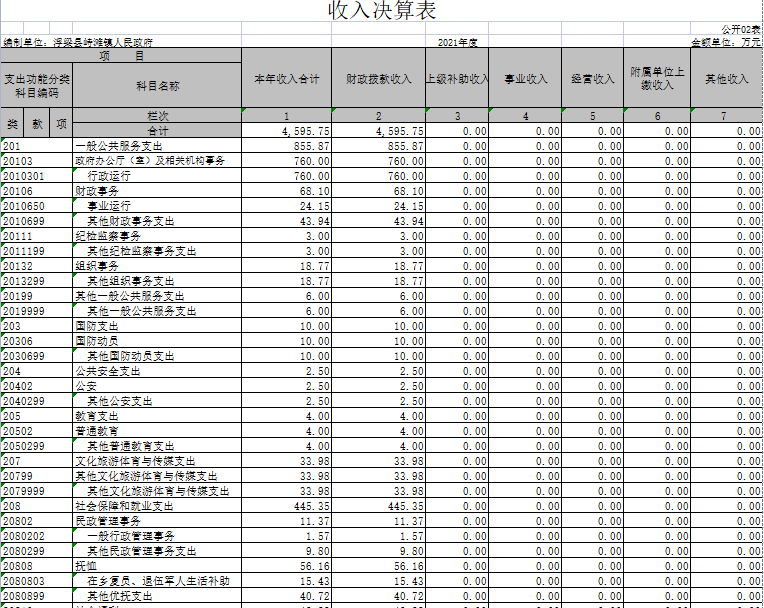 收入决算表
公开02表
编制单位：浮梁县峙滩镇人民政府 2021年度 金额单位：万元
项 目 本年收入合计 财政拨款收入 上级补助收入 事业收入 经营收入 附属单位上缴收入 其他收入
支出功能分类科目编码 科目名称
类 款 项 栏次 1 2 3 4 5 6 7
合计 4,595.75 4,595.75 0.00 0.00 0.00 0.00 0.00
201 一般公共服务支出 855.87 855.87 0.00 0.00 0.00 0.00 0.00
20103 政府办公厅（室）及相关机构事务 760.00 760.00 0.00 0.00 0.00 0.00 0.00
2010301 行政运行 760.00 760.00 0.00 0.00 0.00 0.00 0.00
20106 财政事务 68.10 68.10 0.00 0.00 0.00 0.00 0.00
2010650 事业运行 24.15 24.15 0.00 0.00 0.00 0.00 0.00
2010699 其他财政事务支出 43.94 43.94 0.00 0.00 0.00 0.00 0.00
20111 纪检监察事务 3.00 3.00 0.00 0.00 0.00 0.00 0.00
2011199 其他纪检监察事务支出 3.00 3.00 0.00 0.00 0.00 0.00 0.00
20132 组织事务 18.77 18.77 0.00 0.00 0.00 0.00 0.00
2013299 其他组织事务支出 18.77 18.77 0.00 0.00 0.00 0.00 0.00
20199 其他一般公共服务支出 6.00 6.00 0.00 0.00 0.00 0.00 0.00
2019999 其他一般公共服务支出 6.00 6.00 0.00 0.00 0.00 0.00 0.00
203 国防支出 10.00 10.00 0.00 0.00 0.00 0.00 0.00
20306 国防动员 10.00 10.00 0.00 0.00 0.00 0.00 0.00
2030699 其他国防动员支出 10.00 10.00 0.00 0.00 0.00 0.00 0.00
204 公共安全支出 2.50 2.50 0.00 0.00 0.00 0.00 0.00
20402 公安 2.50 2.50 0.00 0.00 0.00 0.00 0.00
2040299 其他公安支出 2.50 2.50 0.00 0.00 0.00 0.00 0.00
205 教育支出 4.00 4.00 0.00 0.00 0.00 0.00 0.00
20502 普通教育 4.00 4.00 0.00 0.00 0.00 0.00 0.00
2050299 其他普通教育支出 4.00 4.00 0.00 0.00 0.00 0.00 0.00
207 文化旅游体育与传媒支出 33.98 33.98 0.00 0.00 0.00 0.00 0.00
20799 其他文化旅游体育与传媒支出 33.98 33.98 0.00 0.00 0.00 0.00 0.00
2079999 其他文化旅游体育与传媒支出 33.98 33.98 0.00 0.00 0.00 0.00 0.00
208 社会保障和就业支出 445.35 445.35 0.00 0.00 0.00 0.00 0.00
20802 民政管理事务 11.37 11.37 0.00 0.00 0.00 0.00 0.00
2080202 一般行政管理事务 1.57 1.57 0.00 0.00 0.00 0.00 0.00
2080299 其他民政管理事务支出 9.80 9.80 0.00 0.00 0.00 0.00 0.00
20808 抚恤 56.16 56.16 0.00 0.00 0.00 0.00 0.00
2080803 在乡复员、退伍军人生活补助 15.43 15.43 0.00 0.00 0.00 0.00 0.00
2080899 其他优抚支出 40.72 40.72 0.00 0.00 0.00 0.00 0.00